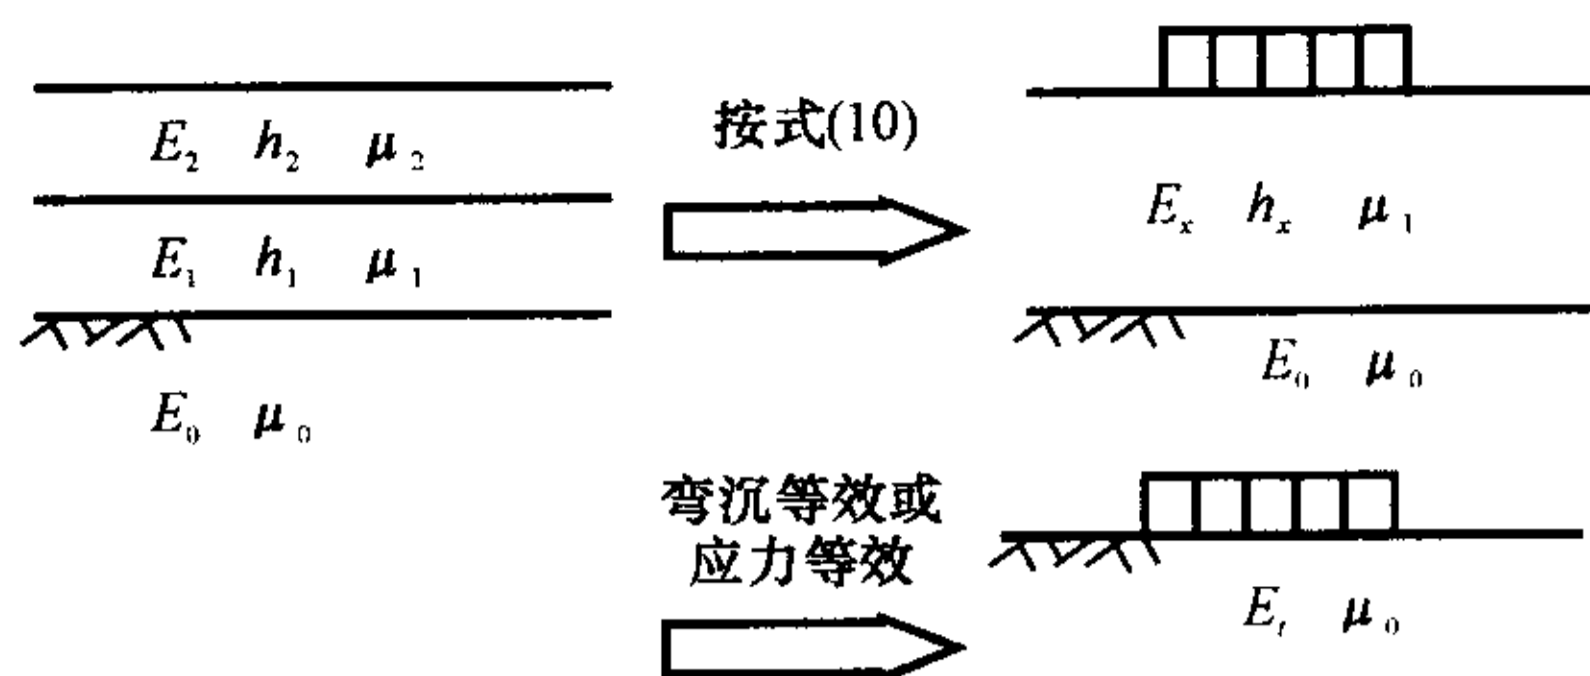 E₂ h₂ μ₂
E₁ h₁ μ₁
E₀ μ₀
按式(10)
Eₓ hₓ μ₁
E₀ μ₀
弯沉等效或
应力等效
Eₜ μ₀